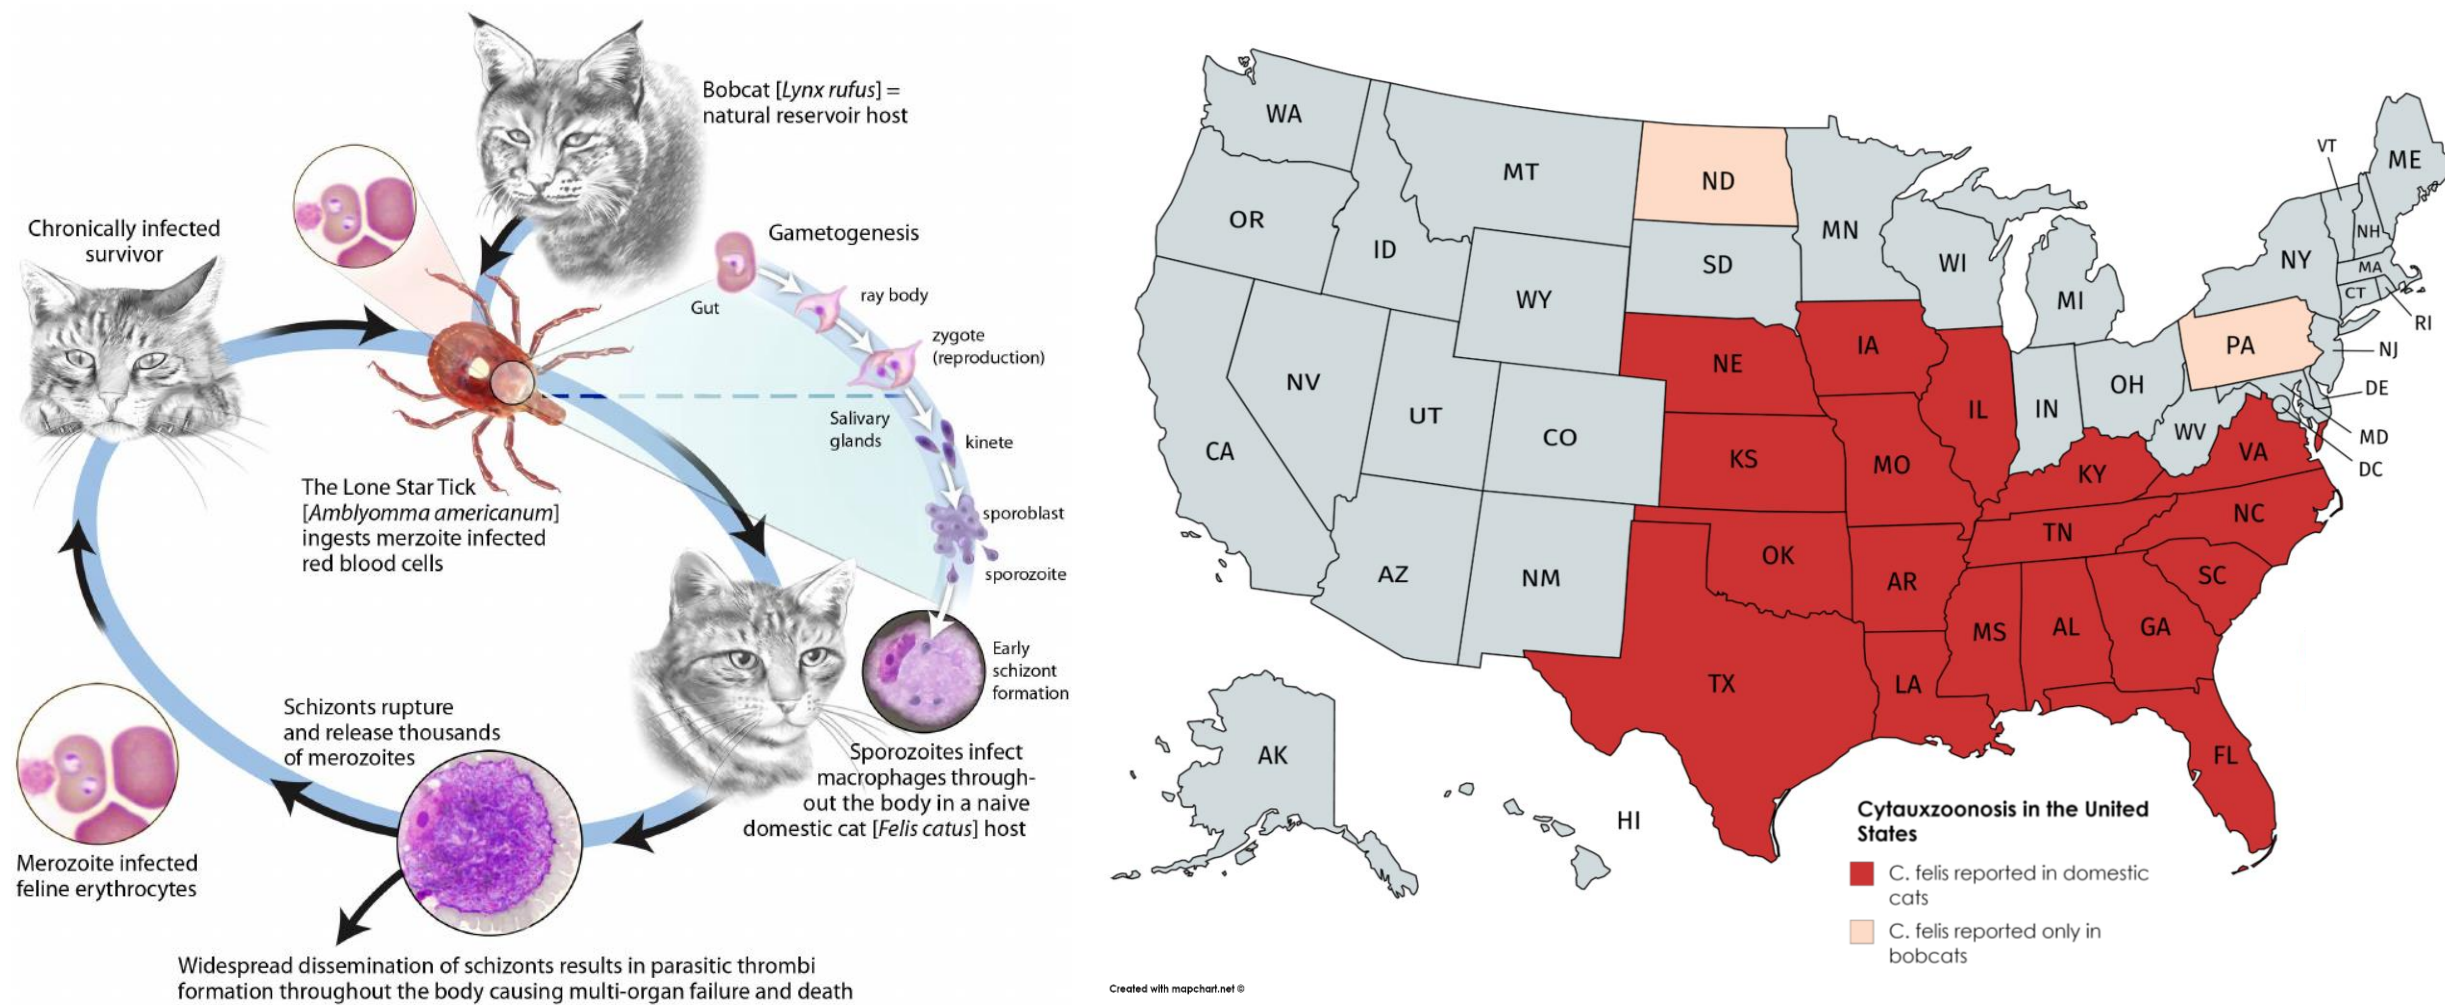 Bobcat [Lynx rufus] =
natural reservoir host
Chronically infected
survivor
Gametogenesis
Gut
ray body
zygote
(reproduction)
Salivary
glands
kinete
sporoblast
sporozoite
The Lone Star Tick
[Amblyomma americanum]
ingests merzoite infected
red blood cells
Early
schizont
formation
Schizonts rupture
and release thousands
of merozoites
Sporozoites infect
macrophages through-
out the body in a naive
domestic cat [Felis catus] host
Merozoite infected
feline erythrocytes
Widespread dissemination of schizonts results in parasitic thrombi
formation throughout the body causing multi-organ failure and death
WA
MT
ND
MN
VT
ME
OR
ID
SD
WI
MI
NY
NH
MA
CT
RI
WY
NE
IA
PA
NJ
NV
UT
CO
IL
IN
OH
DE
CA
KS
MO
KY
WV
VA
MD
DC
AZ
NM
OK
AR
TN
NC
SC
MS
AL
GA
TX
LA
FL
AK
HI
Cytauxzoonosis in the United
States
C. felis reported in domestic
cats
C. felis reported only in
bobcats
Created with mapchart.net ©